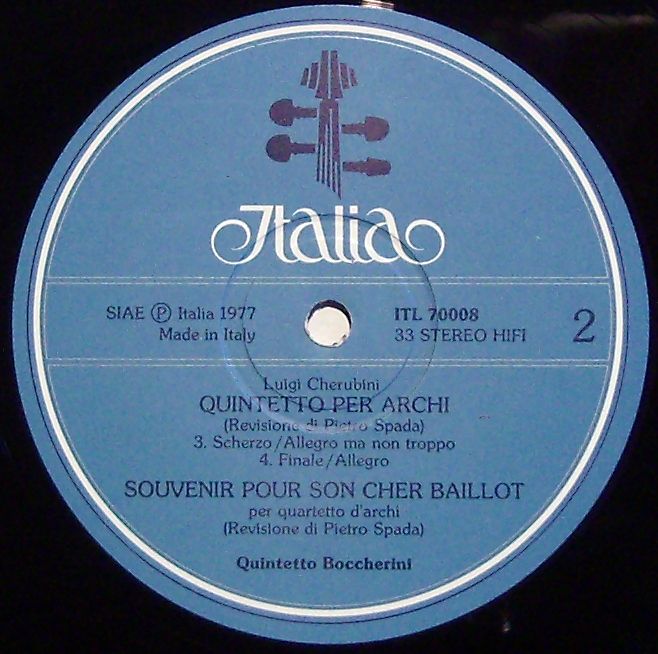 Italia
SIAE Ⓟ Italia 1977
Made in Italy
ITL 70008
33 STEREO HIFI
2
Luigi Cherubini
QUINTETTO PER ARCHI
(Revisione di Pietro Spada)
3. Scherzo/Allegro ma non troppo
4. Finale/Allegro
SOUVENIR POUR SON CHER BAILLOT
per quartetto d'archi
(Revisione di Pietro Spada)
Quintetto Boccherini